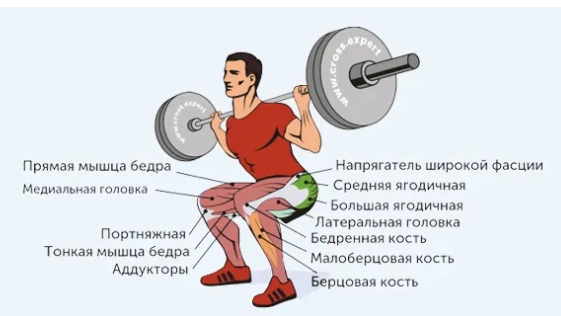 www.cross.expert
www.cross.expert
Прямая мышца бедра
Медиальная головка
Портняжная
Тонкая мышца бедра
Аддукторы
Напрягатель широкой фасции
Средняя ягодичная
Большая ягодичная
Латеральная головка
Бедренная кость
Малоберцовая кость
Берцовая кость